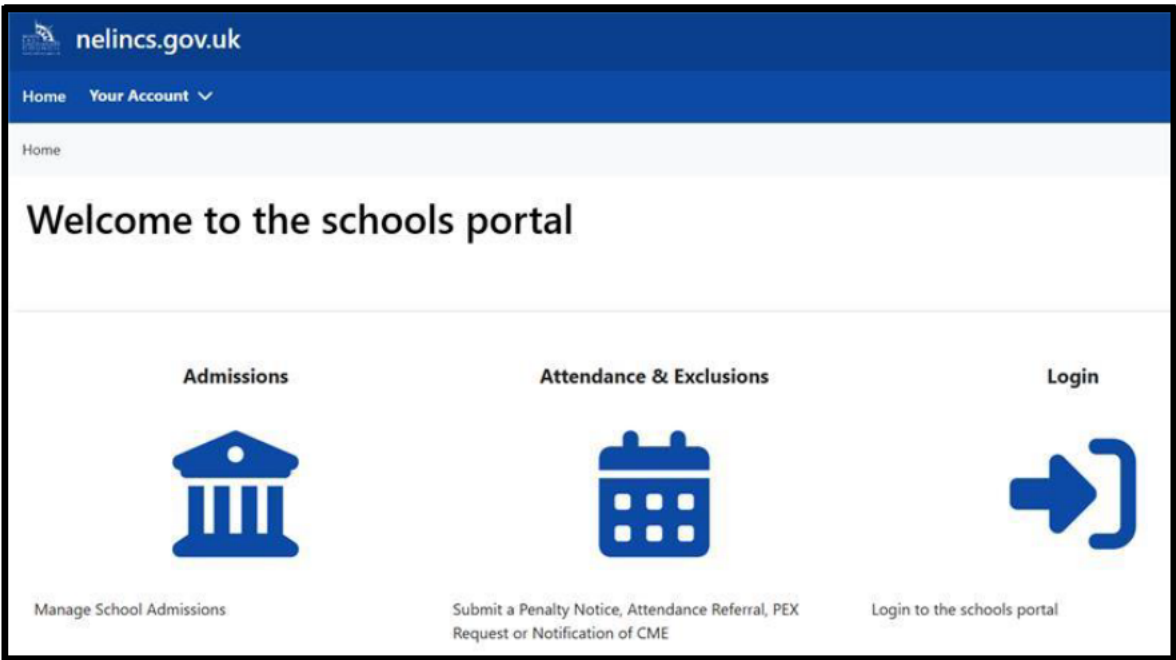 nelincs.gov.uk
Home Your Account
Home
Welcome to the schools portal
Admissions
Attendance & Exclusions
Login
Manage School Admissions
Submit a Penalty Notice, Attendance Referral, PEX
Request or Notification of CME
Login to the schools portal